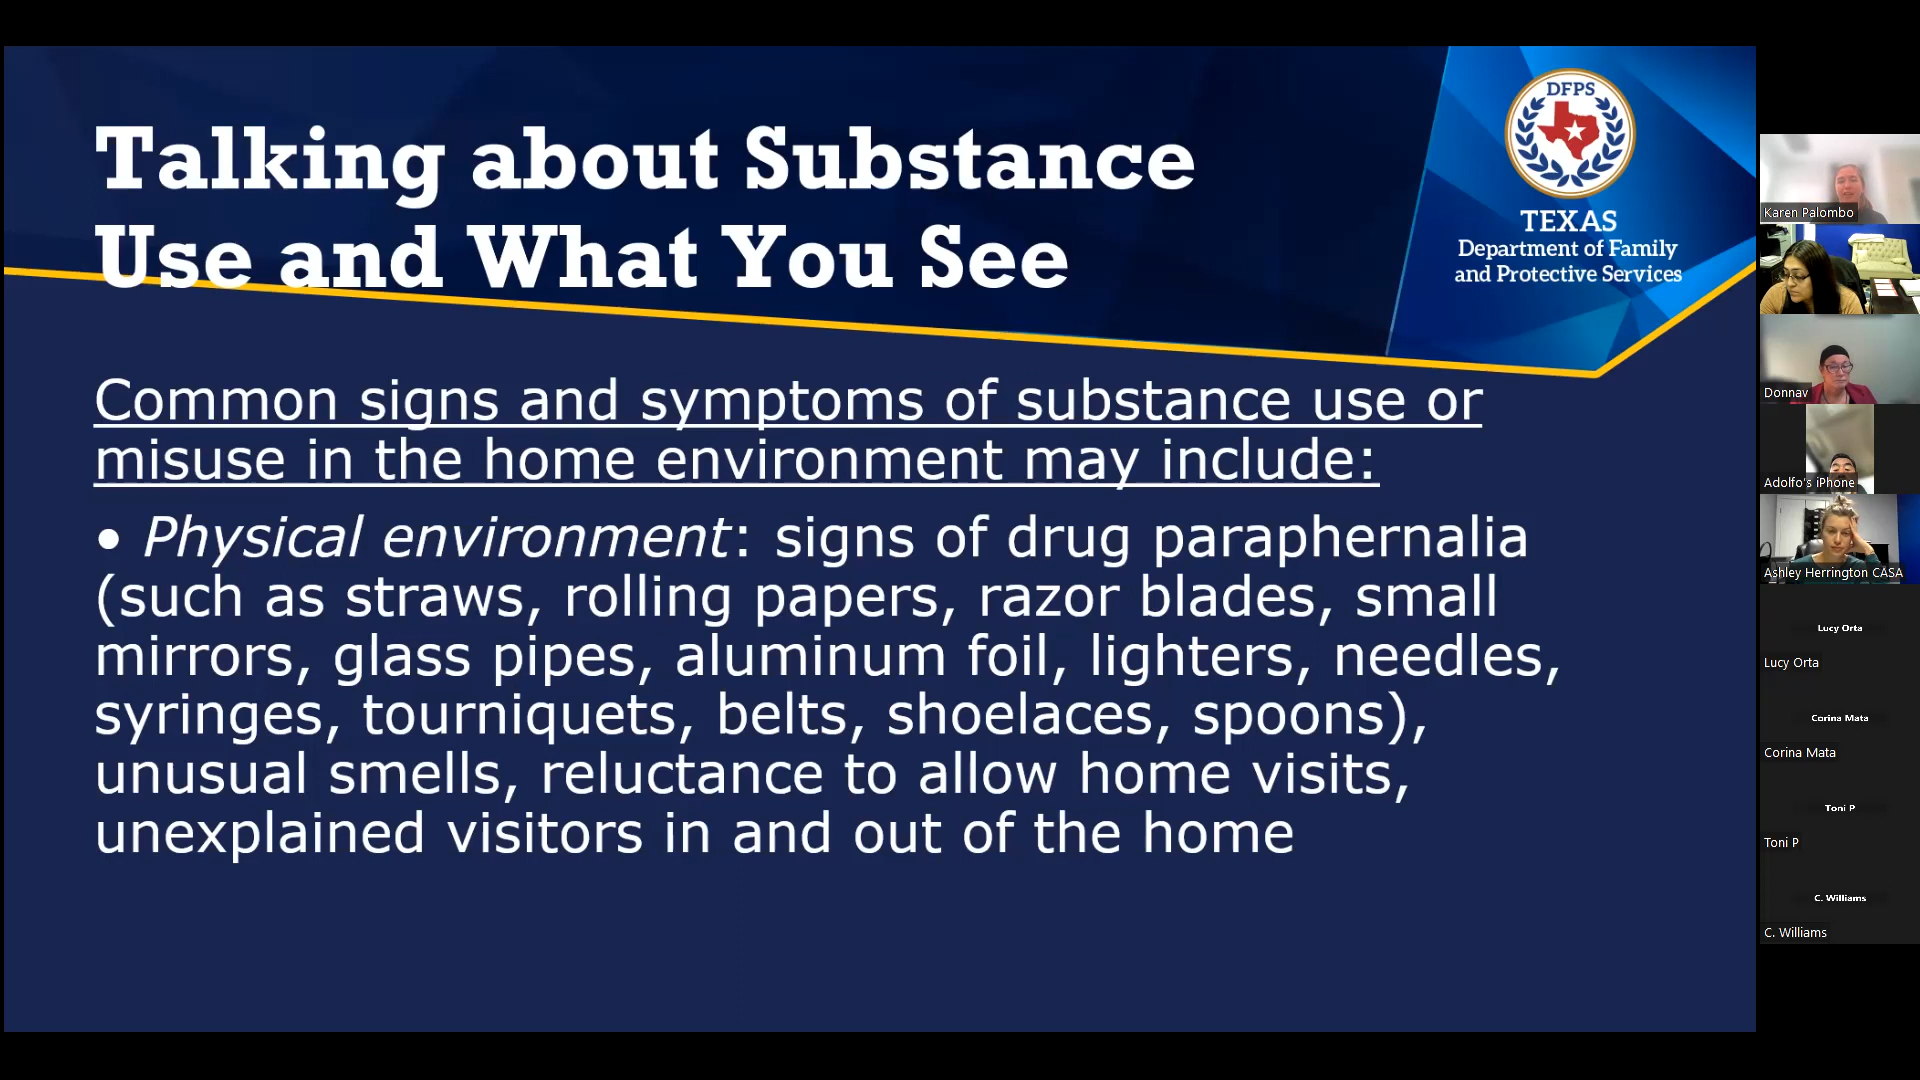 Talking about Substance
Use and What You See
DFPS
TEXAS
Department of Family
and Protective Services
Common signs and symptoms of substance use or
misuse in the home environment may include:
• Physical environment: signs of drug paraphernalia
(such as straws, rolling papers, razor blades, small
mirrors, glass pipes, aluminum foil, lighters, needles,
syringes, tourniquets, belts, shoelaces, spoons),
unusual smells, reluctance to allow home visits,
unexplained visitors in and out of the home
Karen Palombo
Donnav
Adolfo's iPhone
Ashley Herrington CASA
Lucy Orta
Lucy Orta
Corina Mata
Corina Mata
Toni P
Toni P
C. Williams
C. Williams